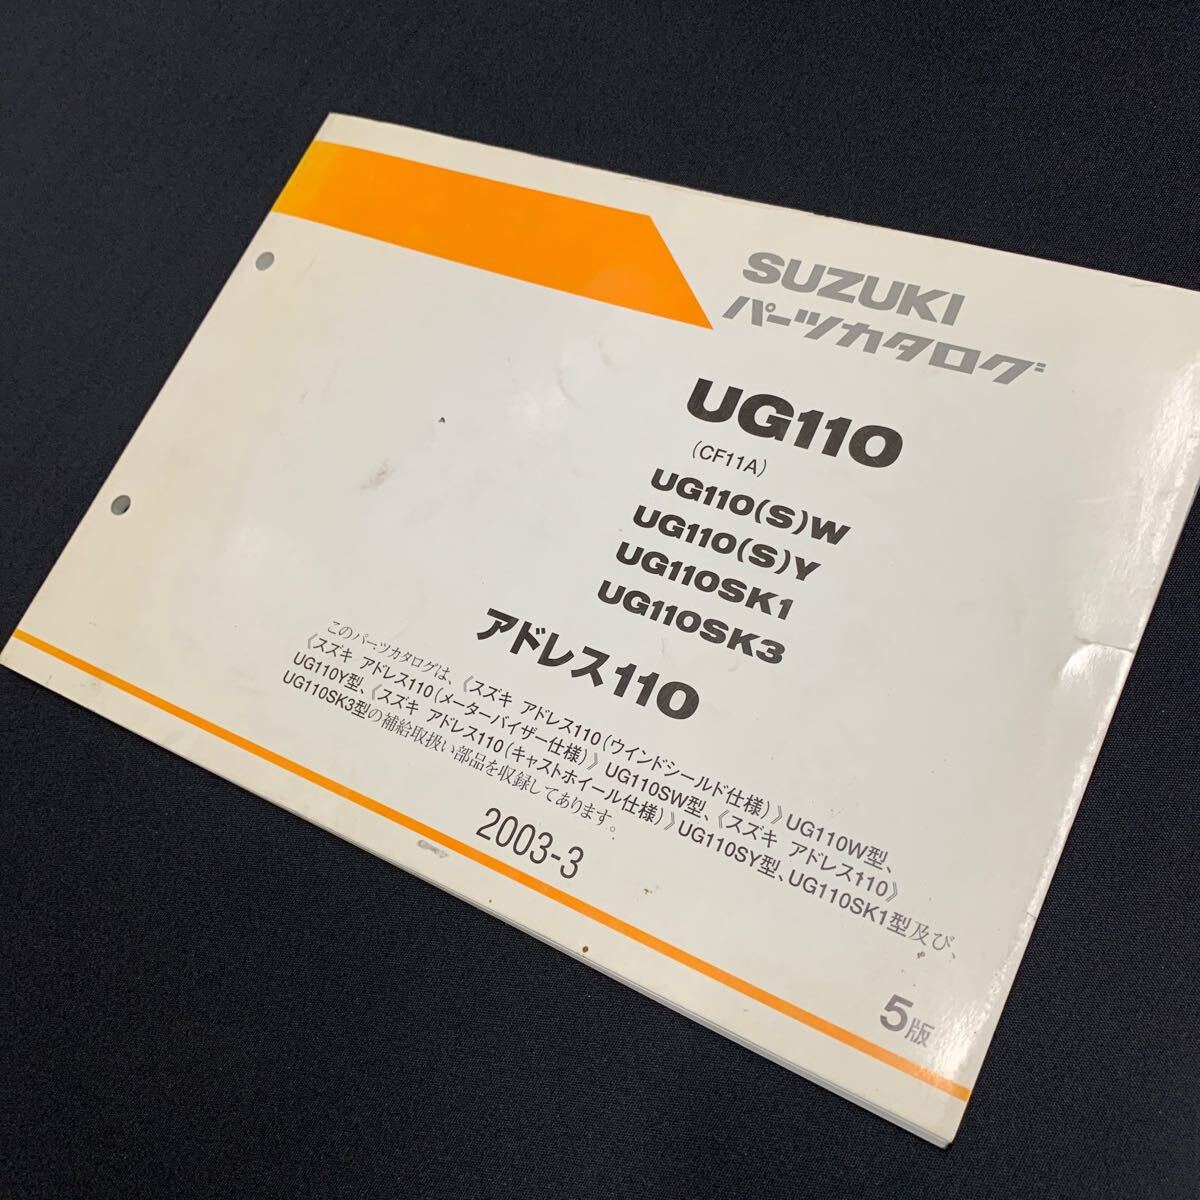 SUZUKI
パーツカタログ
UG110
(CF11A)
UG110(S)W
UG110(S)Y
UG110SK1
UG110SK3
アドレス110
このパーツカタログは、《スズキ アドレス110(ウインドシールド仕様)》UG110W型、
《スズキ アドレス110(メーターバイザー仕様)》UG110SW型、《スズキ アドレス110》
UG110Y型、《スズキ アドレス110(キャストホイール仕様)》UG110SY型、UG110SK1型及び、
UG110SK3型の補給取扱い部品を収録してあります。
2003-3
5版